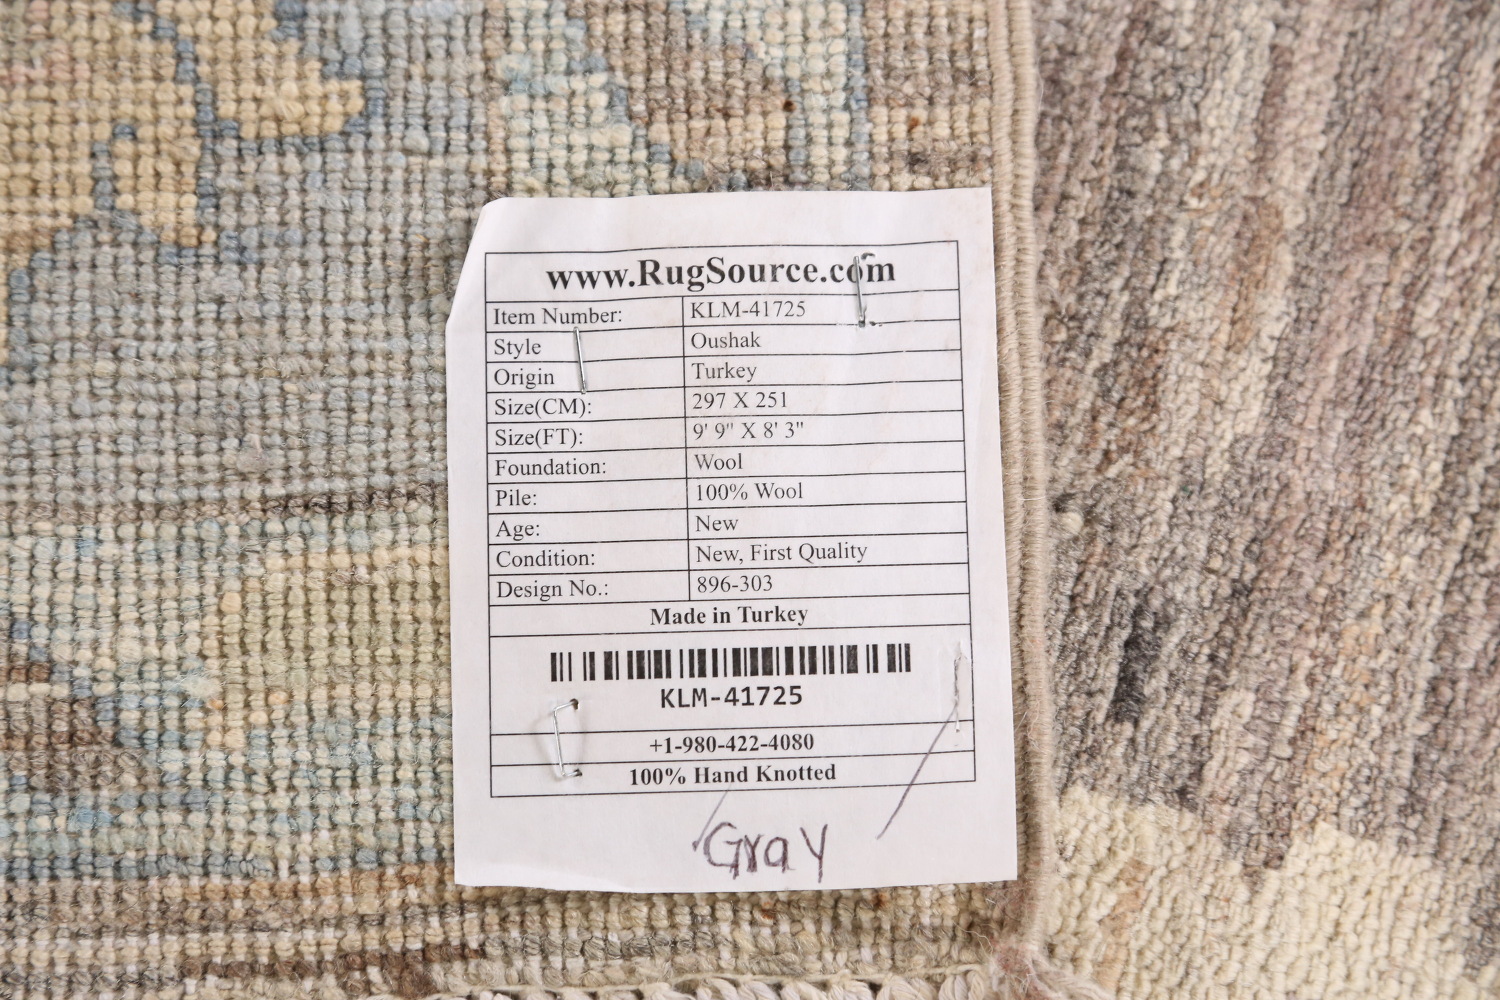 www.RugSource.com
Item Number: KLM-41725
Style Oushak
Origin Turkey
Size(CM): 297 X 251
Size(FT): 9' 9" X 8' 3"
Foundation: Wool
Pile: 100% Wool
Age: New
Condition: New, First Quality
Design No.: 896-303
Made in Turkey
KLM-41725
+1-980-422-4080
100% Hand Knotted
Gray